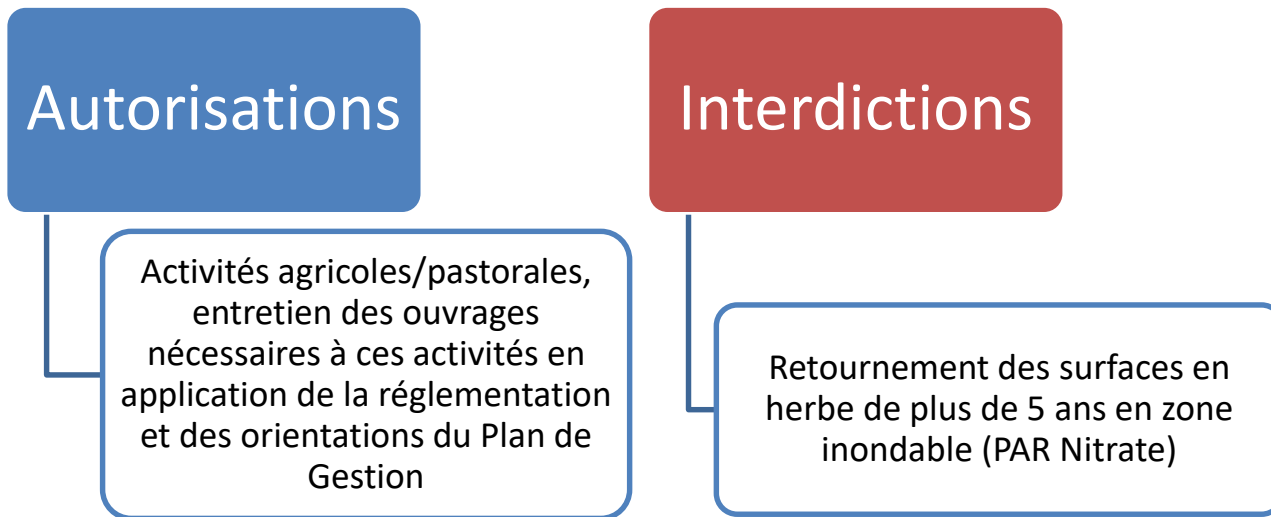 Autorisations
Activités agricoles/pastorales,
entretien des ouvrages
nécessaires à ces activités en
application de la réglementation
et des orientations du Plan de
Gestion
Interdictions
Retournement des surfaces en
herbe de plus de 5 ans en zone
inondable (PAR Nitrate)